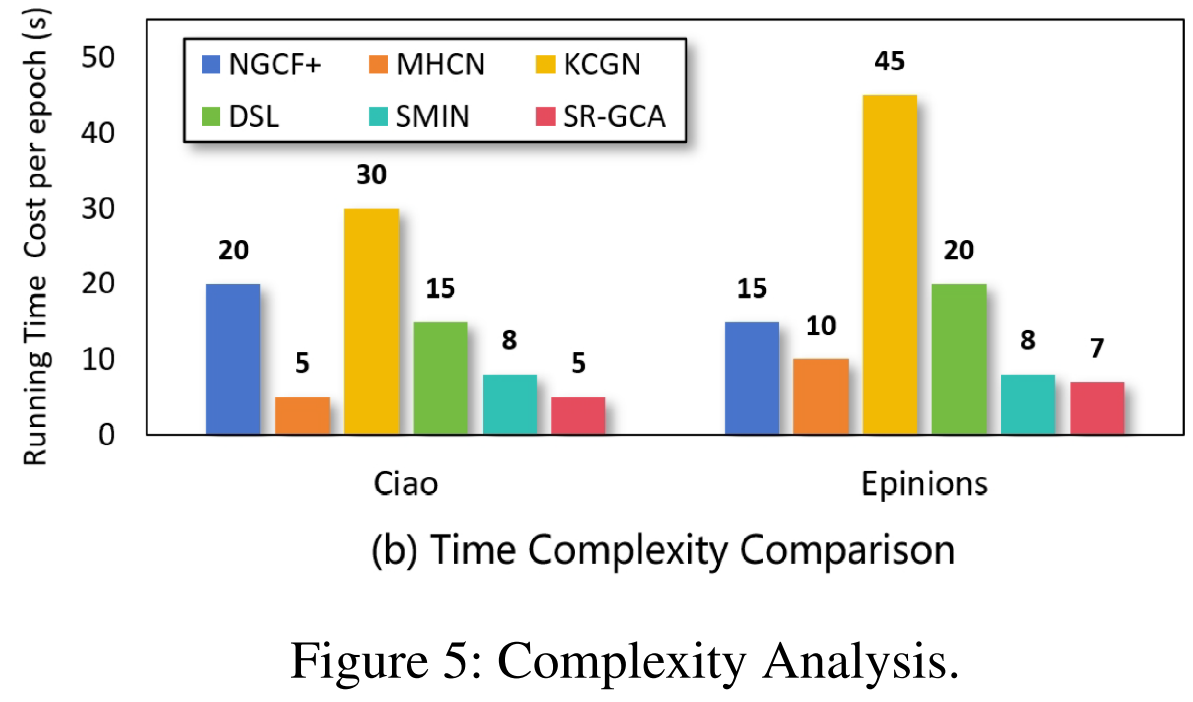 Running Time Cost per epoch (s)
50
40
30
20
10
0
NGCF+ MHCN KCGN
DSL SMIN SR-GCA
20
5
30
15
8
5
15
10
45
20
8
7
Ciao
Epinions
(b) Time Complexity Comparison
Figure 5: Complexity Analysis.